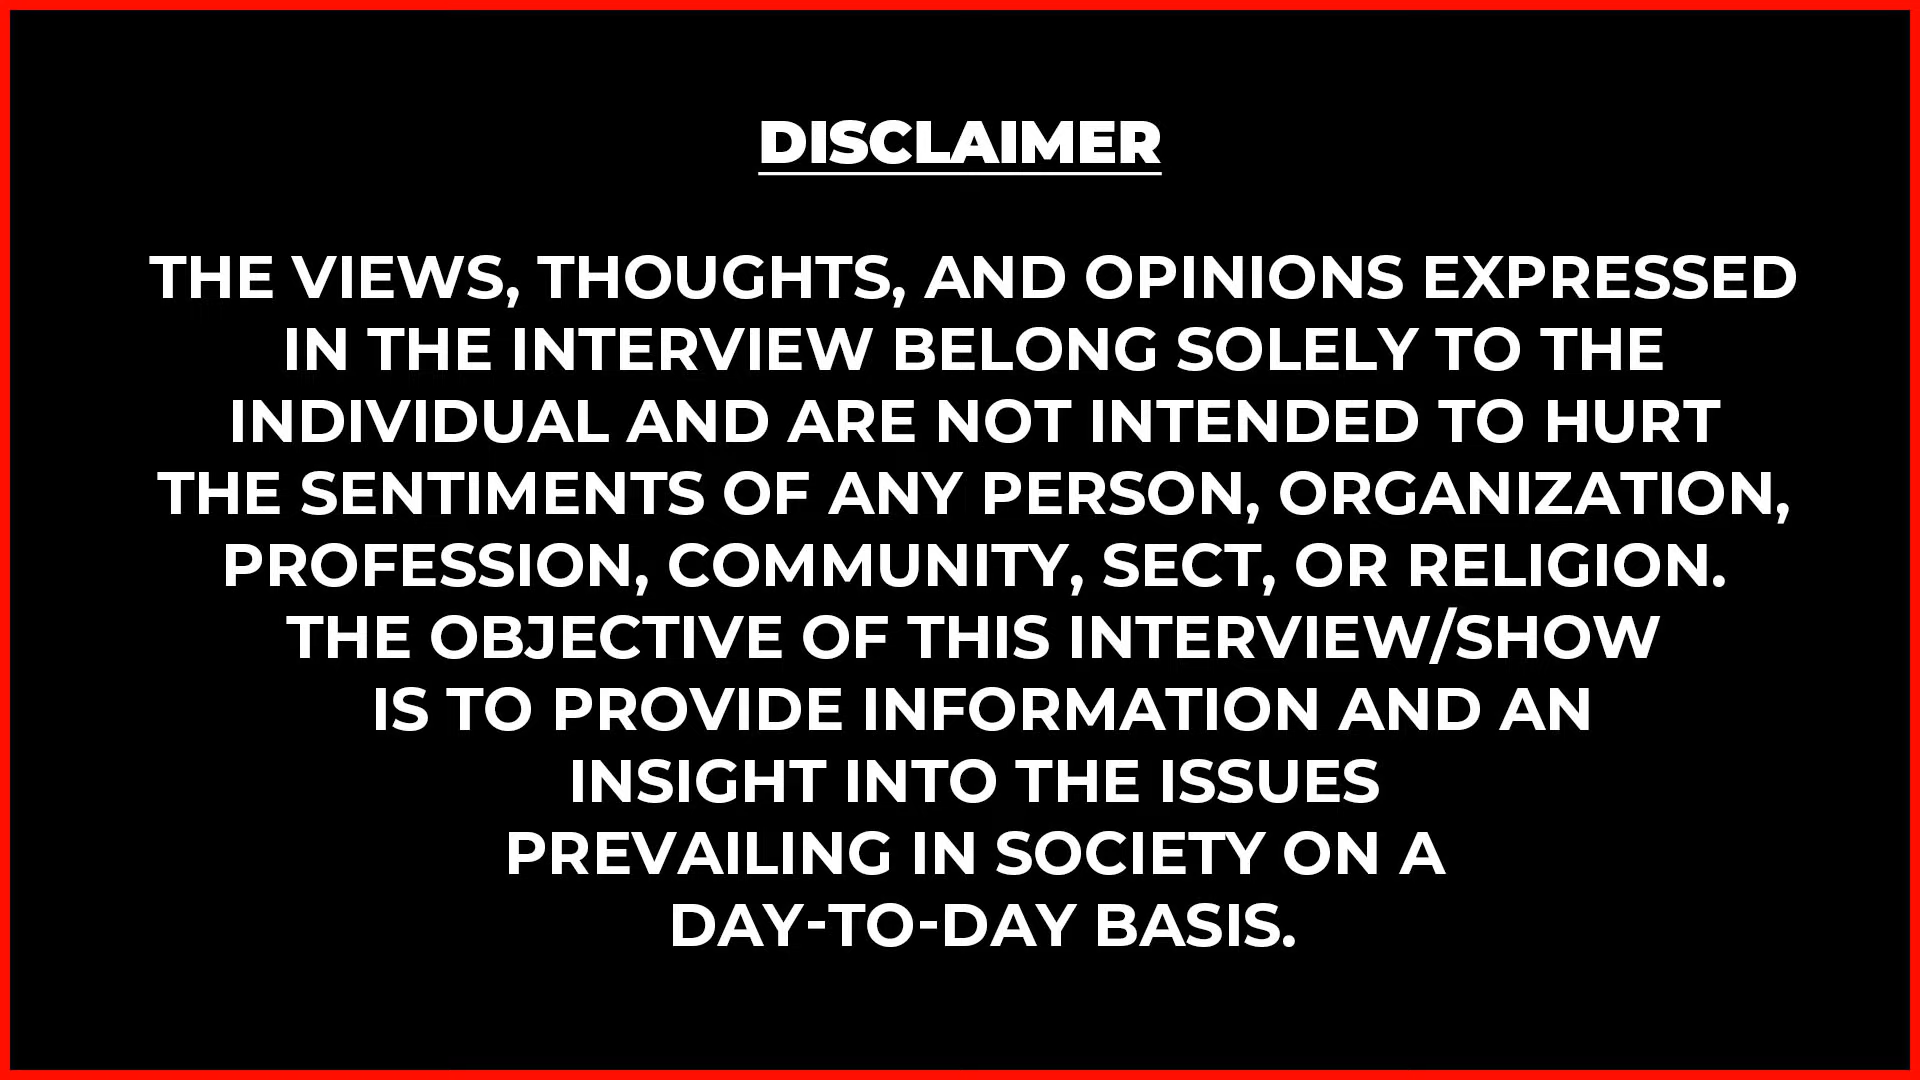 DISCLAIMER
THE VIEWS, THOUGHTS, AND OPINIONS EXPRESSED
IN THE INTERVIEW BELONG SOLELY TO THE
INDIVIDUAL AND ARE NOT INTENDED TO HURT
THE SENTIMENTS OF ANY PERSON, ORGANIZATION,
PROFESSION, COMMUNITY, SECT, OR RELIGION.
THE OBJECTIVE OF THIS INTERVIEW/SHOW
IS TO PROVIDE INFORMATION AND AN
INSIGHT INTO THE ISSUES
PREVAILING IN SOCIETY ON A
DAY-TO-DAY BASIS.